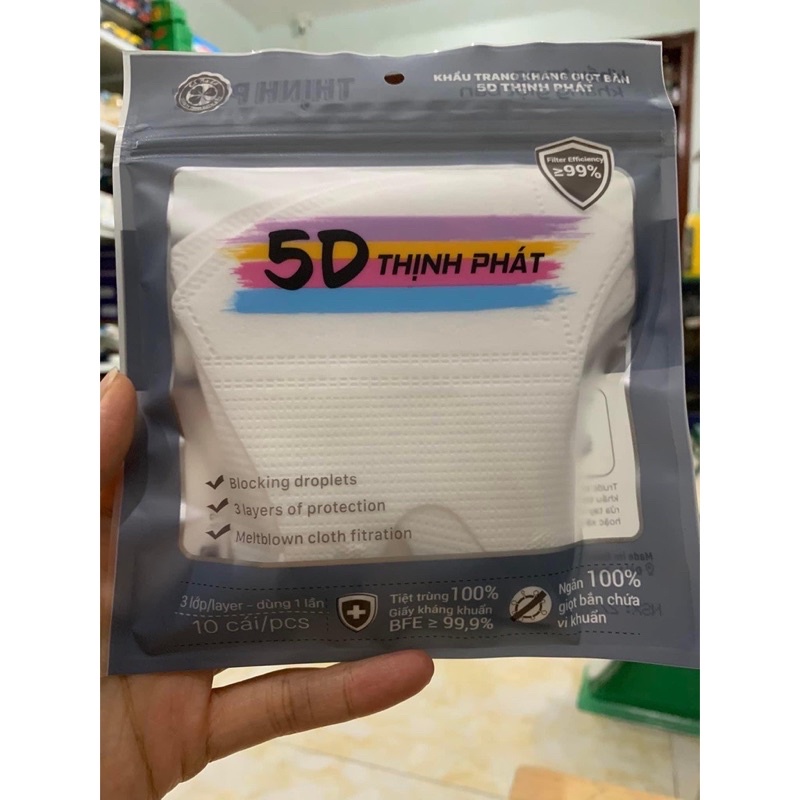 KHẨU TRANG KHÁNG GIỌT BẮN
5D THỊNH PHÁT
Filter Efficiency
≥99%
5D THỊNH PHÁT
Blocking droplets
3 layers of protection
Meltblown cloth fitration
3 lớp/layer - dùng 1 lần
10 cái/pcs
Tiệt trùng 100%
Giấy kháng khuẩn
BFE ≥ 99,9%
Ngăn 100%
giọt bắn chứa
vi khuẩn